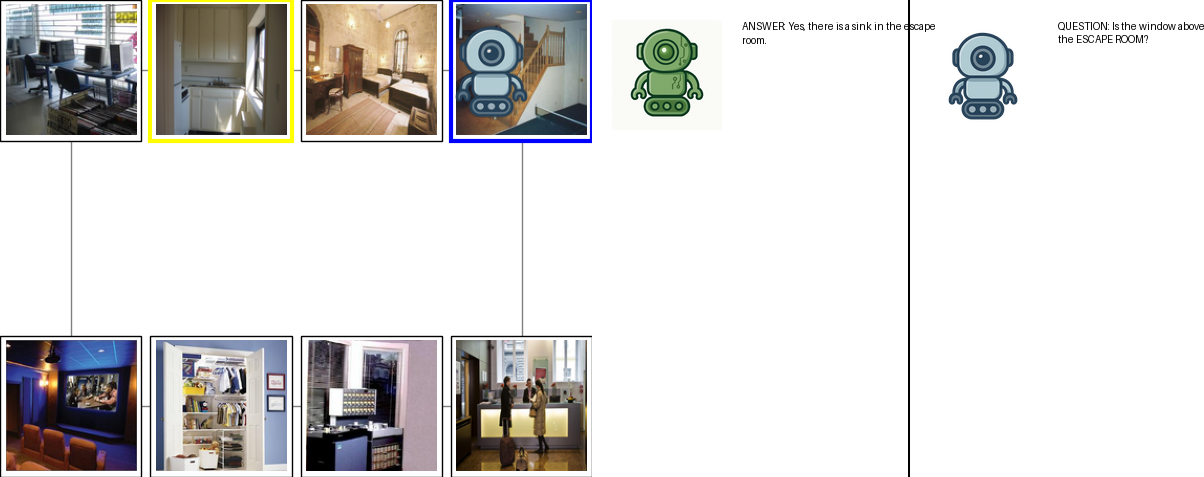 ANSWER: Yes, there is a sink in the escape
room.
QUESTION: Is the window above
the ESCAPE ROOM?